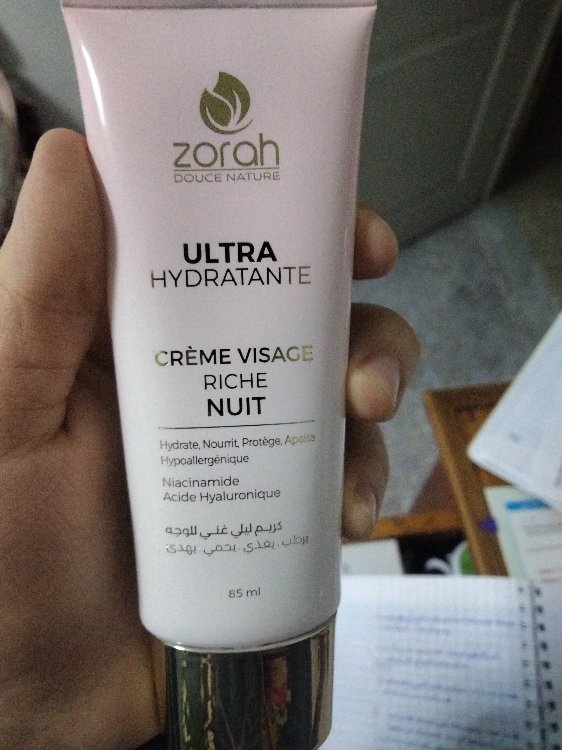 zorah
DOUCE NATURE
ULTRA
HYDRATANTE
CRÈME VISAGE
RICHE
NUIT
Hydrate, Nourrit, Protège, Apaise
Hypoallergénique
Niacinamide
Acide Hyaluronique
كريم ليلي غني للوجه
يرطب، يغذي، يحمي، يهدئ
85 ml